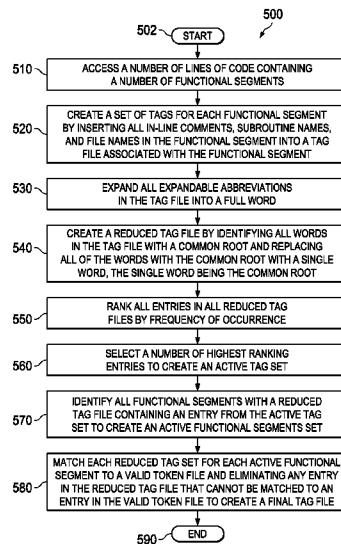 500
502
START
510
ACCESS A NUMBER OF LINES OF CODE CONTAINING
A NUMBER OF FUNCTIONAL SEGMENTS
520
CREATE A SET OF TAGS FOR EACH FUNCTIONAL SEGMENT
BY INSERTING ALL IN-LINE COMMENTS, SUBROUTINE NAMES,
AND FILE NAMES IN THE FUNCTIONAL SEGMENT INTO A TAG
FILE ASSOCIATED WITH THE FUNCTIONAL SEGMENT
530
EXPAND ALL EXPANDABLE ABBREVIATIONS
IN THE TAG FILE INTO A FULL WORD
540
CREATE A REDUCED TAG FILE BY IDENTIFYING ALL WORDS
IN THE TAG FILE WITH A COMMON ROOT AND REPLACING
ALL OF THE WORDS WITH THE COMMON ROOT WITH A SINGLE
WORD, THE SINGLE WORD BEING THE COMMON ROOT
550
RANK ALL ENTRIES IN ALL REDUCED TAG
FILES BY FREQUENCY OF OCCURRENCE
560
SELECT A NUMBER OF HIGHEST RANKING
ENTRIES TO CREATE AN ACTIVE TAG SET
570
IDENTIFY ALL FUNCTIONAL SEGMENTS WITH A REDUCED
TAG FILE CONTAINING AN ENTRY FROM THE ACTIVE TAG
SET TO CREATE AN ACTIVE FUNCTIONAL SEGMENTS SET
580
MATCH EACH REDUCED TAG SET FOR EACH ACTIVE FUNCTIONAL
SEGMENT TO A VALID TOKEN FILE AND ELIMINATING ANY ENTRY
IN THE REDUCED TAG FILE THAT CANNOT BE MATCHED TO AN
ENTRY IN THE VALID TOKEN FILE TO CREATE A FINAL TAG FILE
590
END